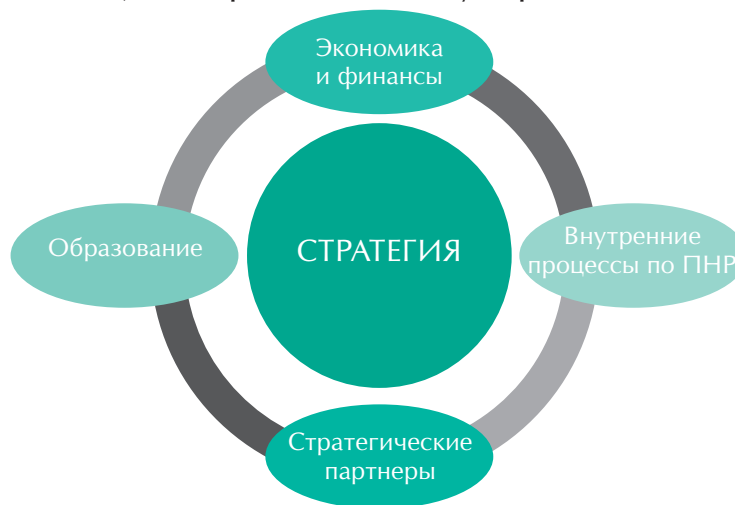 Экономика
и финансы
Образование
СТРАТЕГИЯ
Внутренние
процессы по ПНР
Стратегические
партнеры